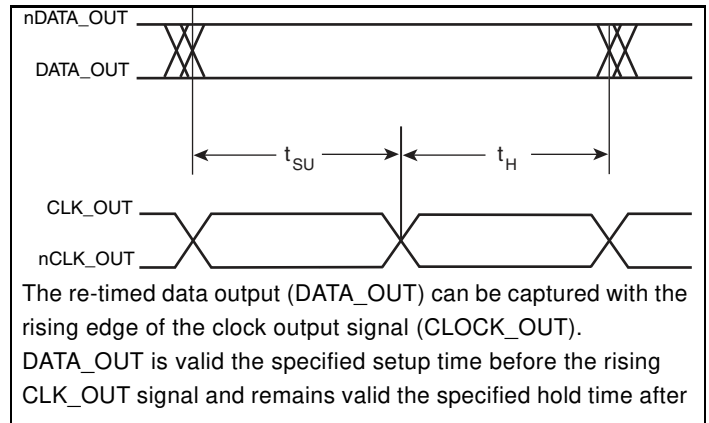 nDATA_OUT
DATA_OUT
tSU
tH
CLK_OUT
nCLK_OUT
The re-timed data output (DATA_OUT) can be captured with the
rising edge of the clock output signal (CLOCK_OUT).
DATA_OUT is valid the specified setup time before the rising
CLK_OUT signal and remains valid the specified hold time after